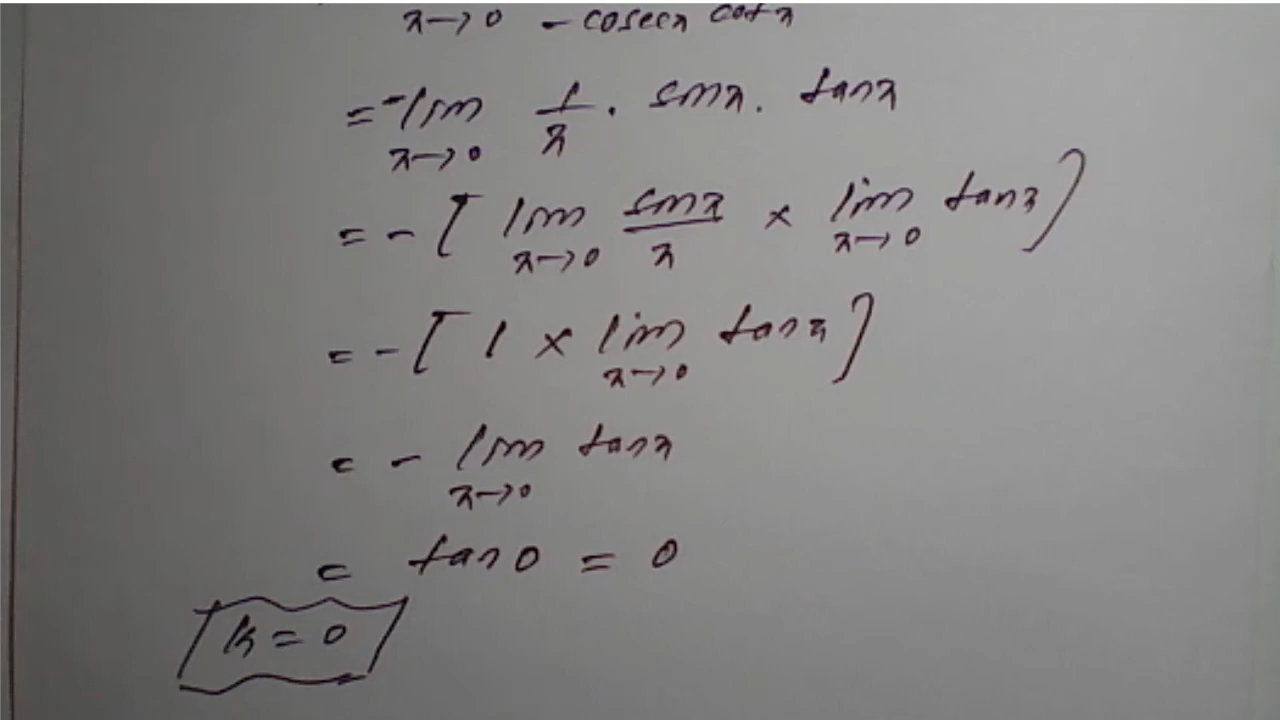 x→0 - cosecx cotx
= -lim x→0 1/x . sinx . tanx
= - [ lim x→0 sinx/x × lim x→0 tanx ]
= - [ 1 × lim x→0 tanx ]
= - lim x→0 tanx
= tan0 = 0
k = 0